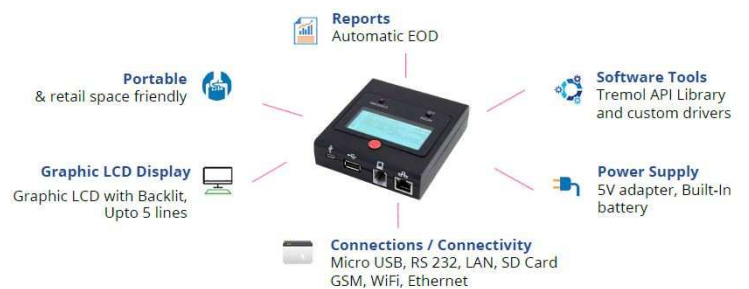 Reports
Automatic EOD
Portable
& retail space friendly
Software Tools
Tremol API Library
and custom drivers
Graphic LCD Display
Graphic LCD with Backlit,
Upto 5 lines
Power Supply
5V adapter, Built-In
battery
Connections / Connectivity
Micro USB, RS 232, LAN, SD Card
GSM, WiFi, Ethernet